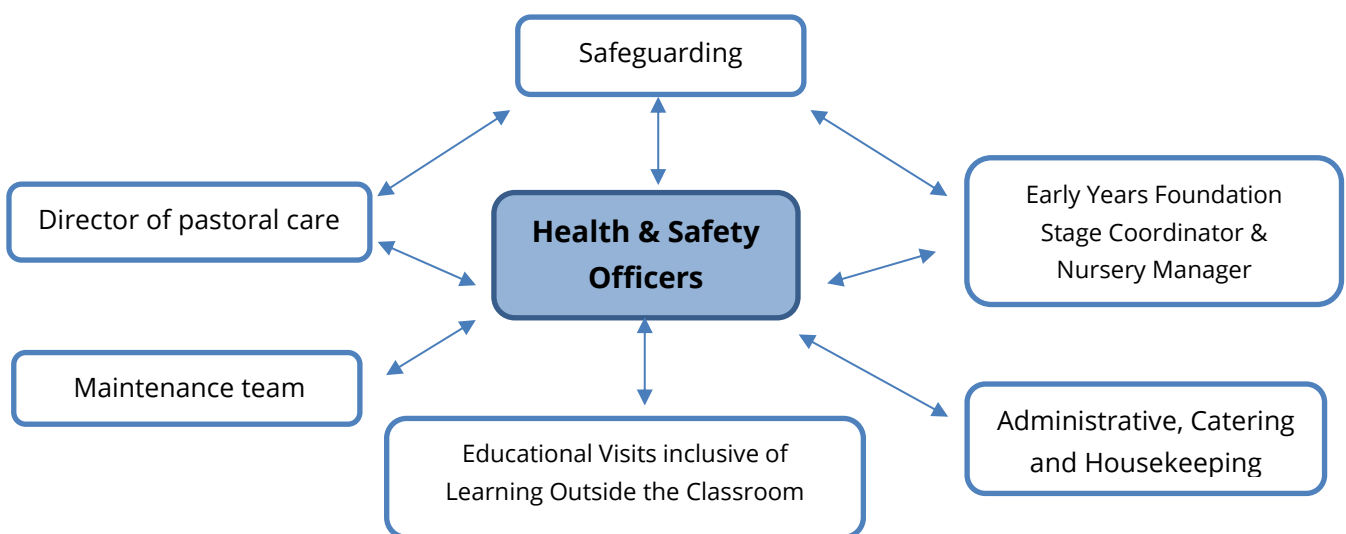 Safeguarding
Director of pastoral care
Health & Safety
Officers
Early Years Foundation
Stage Coordinator &
Nursery Manager
Maintenance team
Educational Visits inclusive of
Learning Outside the Classroom
Administrative, Catering
and Housekeeping